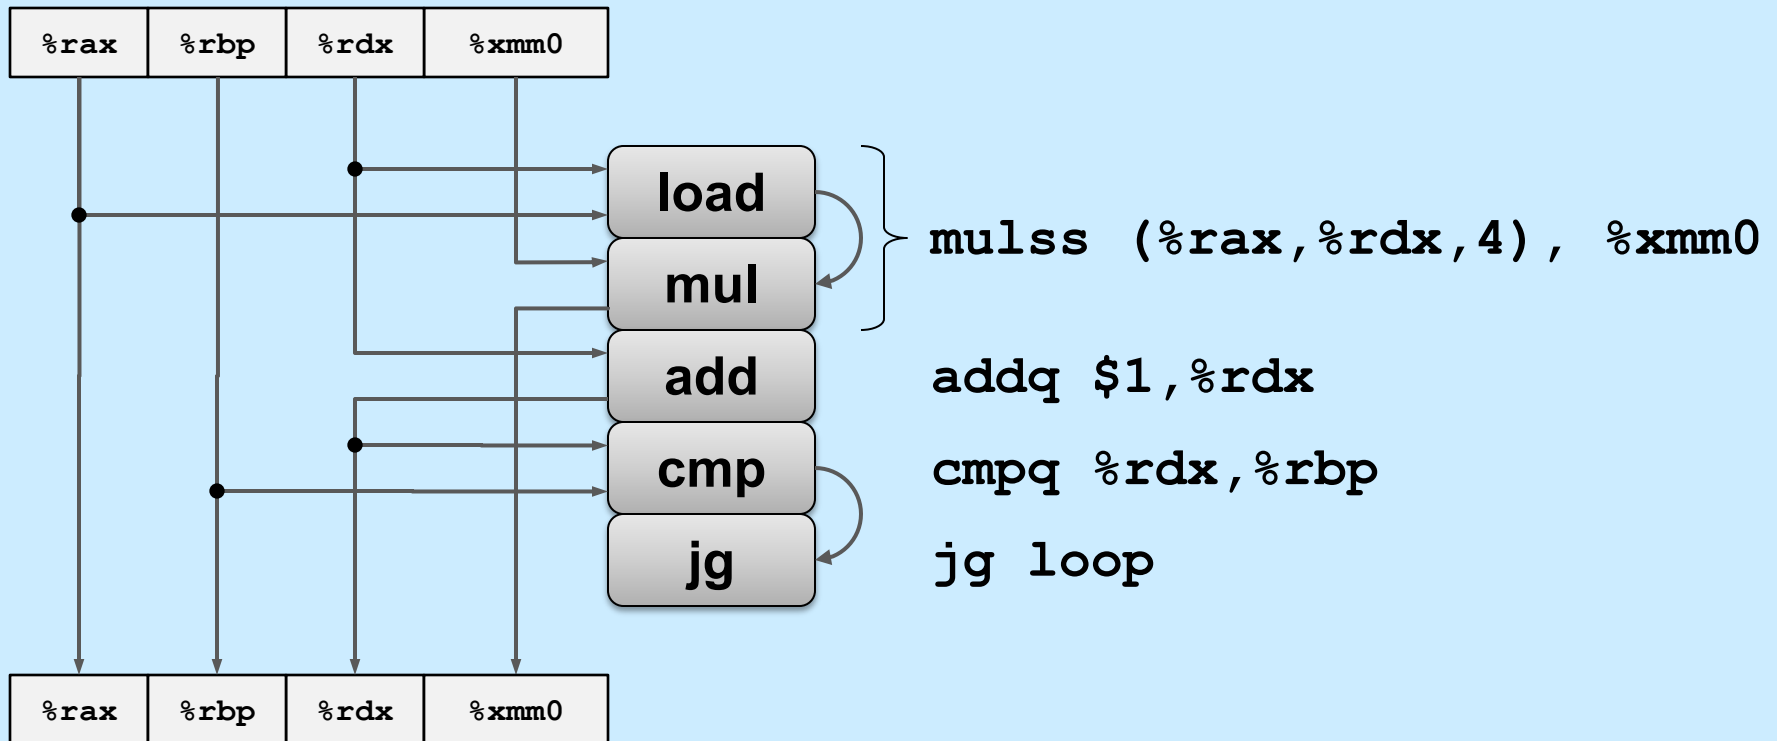 %rax %rbp %rdx %xmm0
load
mulss (%rax,%rdx,4), %xmm0
mul
add addq $1,%rdx
cmp cmpq %rdx,%rbp
jg jg loop
%rax %rbp %rdx %xmm0